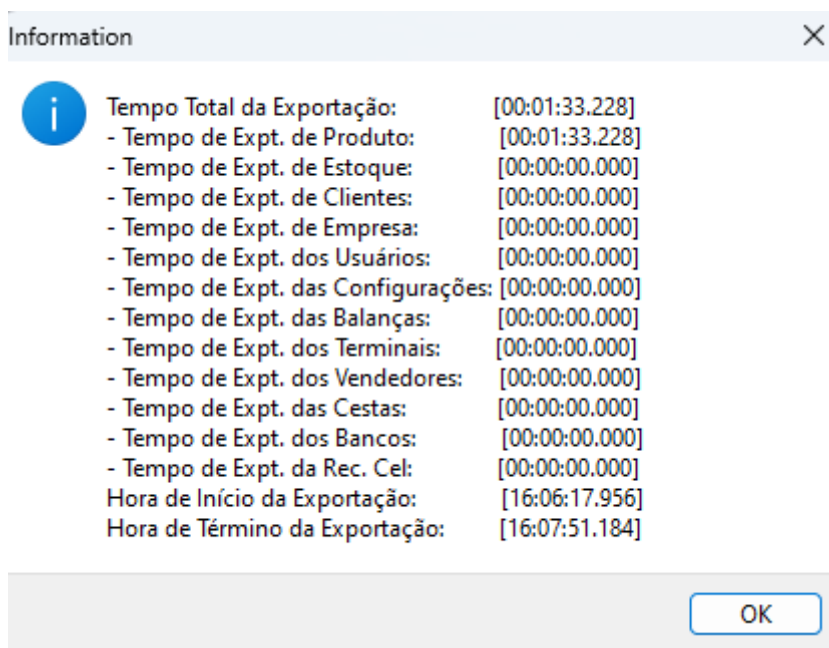 Information
Tempo Total da Exportação: [00:01:33.228]
- Tempo de Expt. de Produto: [00:01:33.228]
- Tempo de Expt. de Estoque: [00:00:00.000]
- Tempo de Expt. de Clientes: [00:00:00.000]
- Tempo de Expt. de Empresa: [00:00:00.000]
- Tempo de Expt. dos Usuários: [00:00:00.000]
- Tempo de Expt. das Configurações: [00:00:00.000]
- Tempo de Expt. das Balanças: [00:00:00.000]
- Tempo de Expt. dos Terminais: [00:00:00.000]
- Tempo de Expt. dos Vendedores: [00:00:00.000]
- Tempo de Expt. das Cestas: [00:00:00.000]
- Tempo de Expt. dos Bancos: [00:00:00.000]
- Tempo de Expt. da Rec. Cel: [00:00:00.000]
Hora de Início da Exportação: [16:06:17.956]
Hora de Término da Exportação: [16:07:51.184]
OK